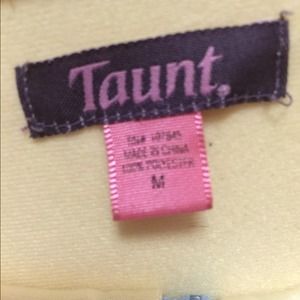 Taunt.
MADE IN CHINA
100% POLYESTER
M